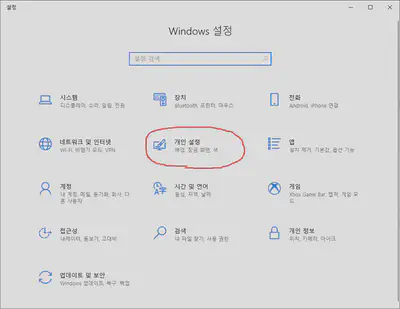 설정
Windows 설정
설정 검색
시스템
디스플레이, 소리, 알림, 전원
장치
Bluetooth, 프린터, 마우스
전화
Android, iPhone 연결
네트워크 및 인터넷
Wi-Fi, 비행기 모드, VPN
개인 설정
배경, 잠금 화면, 색
앱
설치 제거, 기본값, 옵션 기능
계정
내 계정, 메일, 동기화, 회사, 다
른 사용자
시간 및 언어
음성, 지역, 날짜
게임
Xbox Game Bar, 캡처, 게임 모
드
접근성
내레이터, 돋보기, 고대비
검색
내 파일 찾기, 사용 권한
개인 정보
위치, 카메라, 마이크
업데이트 및 보안
Windows 업데이트, 복구, 백업